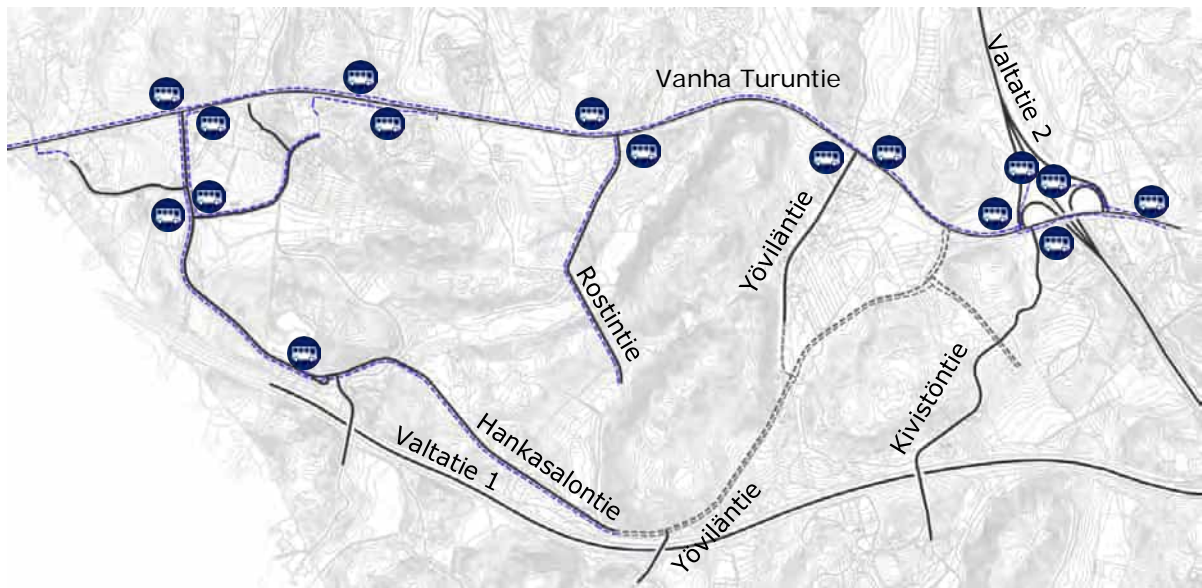 Vanha Turuntie
Valtatie 2
Yöviläntie
Rostintie
Kivistöntie
Hankasalontie
Valtatie 1
Yöviläntie